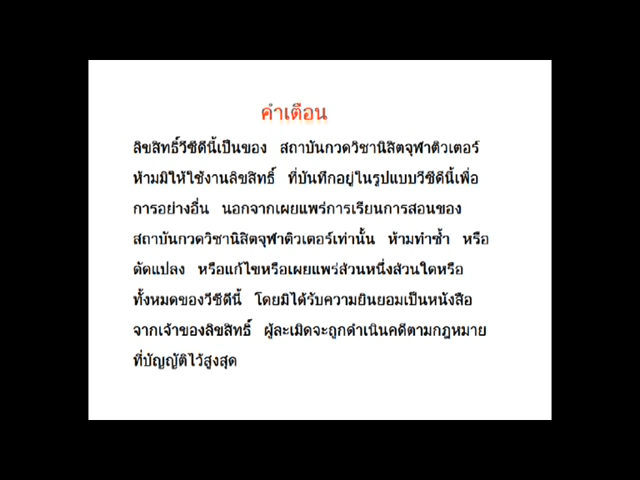 คำเตือน
ลิขสิทธิ์วีซีดีนี้เป็นของ สถาบันกวดวิชานิสิตจุฬาติวเตอร์
ห้ามมิให้ใช้งานลิขสิทธิ์ ที่บันทึกอยู่ในรูปแบบวีซีดีนี้เพื่อ
การอย่างอื่น นอกจากเผยแพร่การเรียนการสอนของ
สถาบันกวดวิชานิสิตจุฬาติวเตอร์เท่านั้น ห้ามทำซ้ำ หรือ
ดัดแปลง หรือแก้ไขหรือเผยแพร่ส่วนหนึ่งส่วนใดหรือ
ทั้งหมดของวีซีดีนี้ โดยมิได้รับความยินยอมเป็นหนังสือ
จากเจ้าของลิขสิทธิ์ ผู้ละเมิดจะถูกดำเนินคดีตามกฎหมาย
ที่บัญญัติไว้สูงสุด